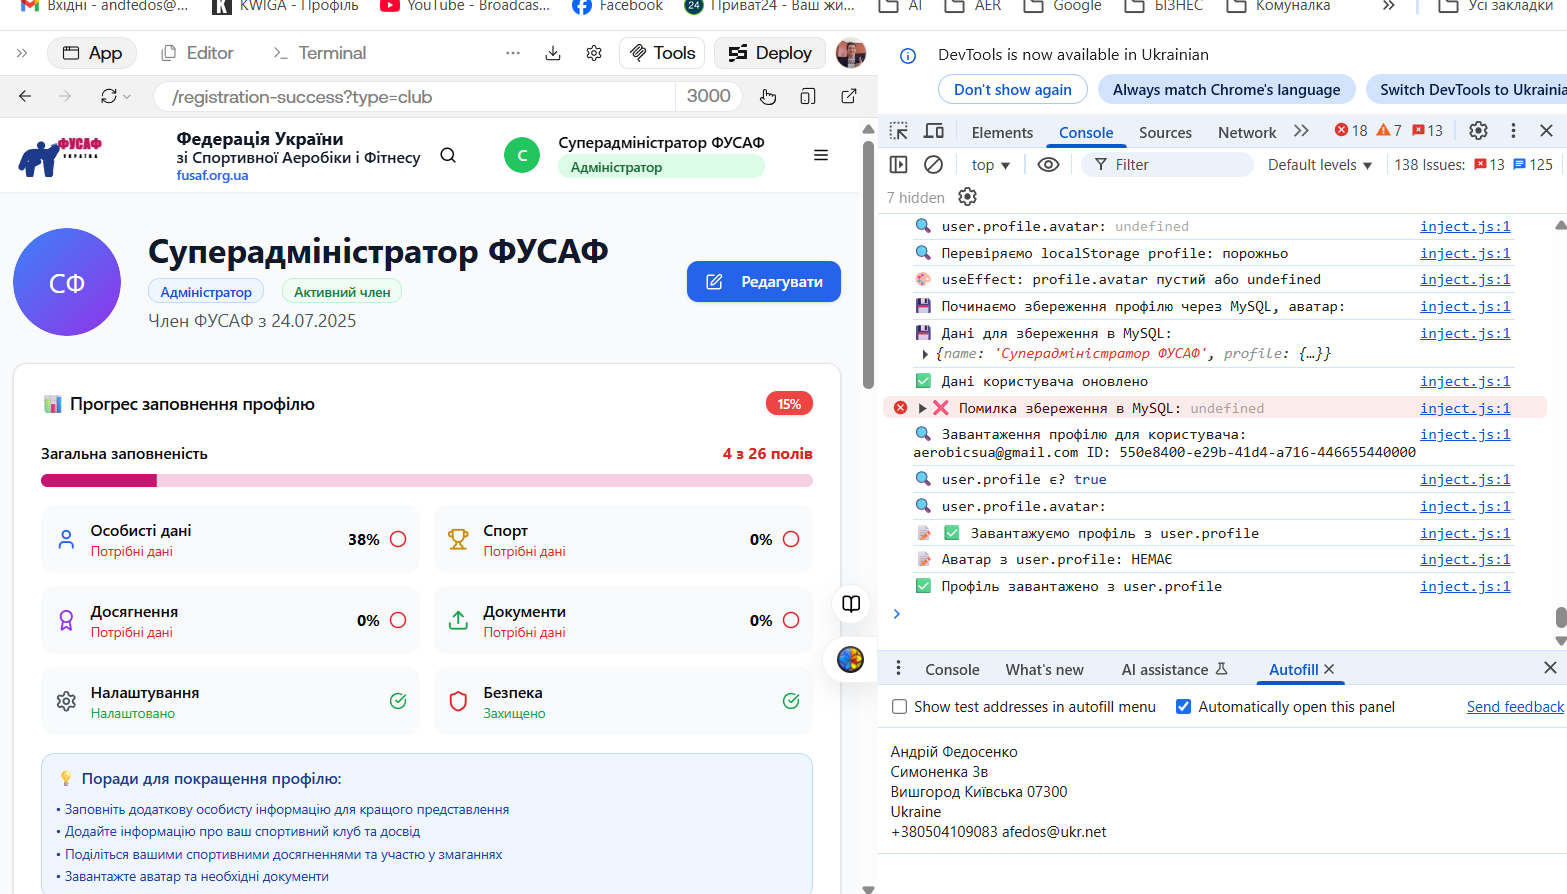 Вхідні - andfedos@...
KWIGA - Профіль
YouTube - Broadcas...
Facebook
24
Приват24 - Ваш жи...
AI
AER
Google
БІЗНЕС
Комуналка
Усі закладки
App
Editor
Terminal
Tools
Deploy
/registration-success?type=club
3000
ФУСАФ
УКРАЇНА
Федерація України
зі Спортивної Аеробіки і Фітнесу
fusaf.org.ua
С
Суперадміністратор ФУСАФ
Адміністратор
СФ
Суперадміністратор ФУСАФ
Адміністратор
Активний член
Член ФУСАФ з 24.07.2025
Редагувати
Прогрес заповнення профілю
15%
Загальна заповненість
4 з 26 полів
Особисті дані
Потрібні дані
38%
Спорт
Потрібні дані
0%
Досягнення
Потрібні дані
0%
Документи
Потрібні дані
0%
Налаштування
Налаштовано
Безпека
Захищено
Поради для покращення профілю:
• Заповніть додаткову особисту інформацію для кращого представлення
• Додайте інформацію про ваш спортивний клуб та досвід
• Поділіться вашими спортивними досягненнями та участю у змаганнях
• Завантажте аватар та необхідні документи
DevTools is now available in Ukrainian
Don't show again
Always match Chrome's language
Switch DevTools to Ukrainia
Elements
Console
Sources
Network
18
7
13
top
Filter
Default levels
138 Issues:
13
125
7 hidden
user.profile.avatar: undefined inject.js:1
Перевіряємо localStorage profile: порожньо inject.js:1
useEffect: profile.avatar пустий або undefined inject.js:1
Починаємо збереження профілю через MySQL, аватар: inject.js:1
Дані для збереження в MySQL: inject.js:1
{name: 'Суперадміністратор ФУСАФ', profile: {…}}
Дані користувача оновлено inject.js:1
Помилка збереження в MySQL: undefined inject.js:1
Завантаження профілю для користувача: inject.js:1
aerobicsua@gmail.com ID: 550e8400-e29b-41d4-a716-446655440000
user.profile є? true inject.js:1
user.profile.avatar: inject.js:1
Завантажуємо профіль з user.profile inject.js:1
Аватар з user.profile: НЕМАЄ inject.js:1
Профіль завантажено з user.profile inject.js:1
Console
What's new
AI assistance
Autofill
Show test addresses in autofill menu
Automatically open this panel
Send feedback
Андрій Федосенко
Симоненка 3в
Вишгород Київська 07300
Ukraine
+380504109083 afedos@ukr.net